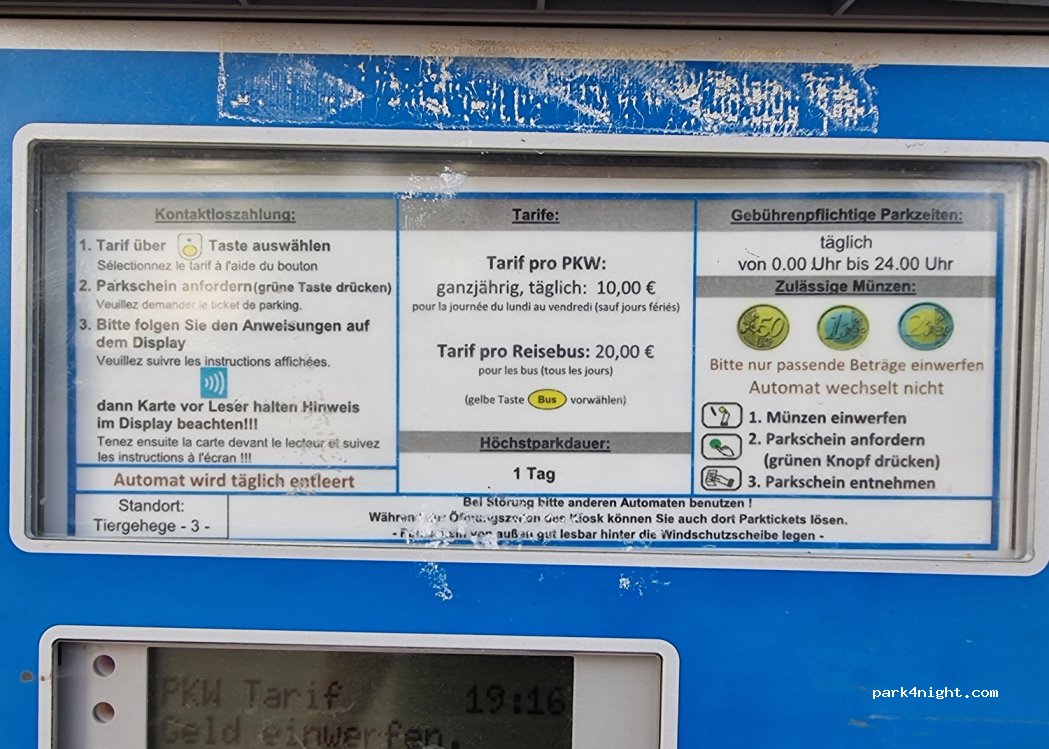 Kontaktloszahlung:
1. Tarif über Taste auswählen
Sélectionnez le tarif à l'aide du bouton
2. Parkschein anfordern(grüne Taste drücken)
Veuillez demander le ticket de parking.
3. Bitte folgen Sie den Anweisungen auf
dem Display
Veuillez suivre les instructions affichées.
dann Karte vor Leser halten Hinweis
im Display beachten!!!
Tenez ensuite la carte devant le lecteur et suivez
les instructions à l'écran !!!
Automat wird täglich entleert
Standort:
Tiergehege - 3 -
Tarife:
Tarif pro PKW:
ganzjährig, täglich: 10,00 €
pour la journée du lundi au vendredi (sauf jours fériés)
Tarif pro Reisebus: 20,00 €
pour les bus (tous les jours)
(gelbe Taste Bus vorwählen)
Höchstparkdauer:
1 Tag
Gebührenpflichtige Parkzeiten:
täglich
von 0.00 Uhr bis 24.00 Uhr
Zulässige Münzen:
50 1 2
Bitte nur passende Beträge einwerfen
Automat wechselt nicht
1. Münzen einwerfen
2. Parkschein anfordern
(grünen Knopf drücken)
3. Parkschein entnehmen
Bei Störung bitte anderen Automaten benutzen !
Während der Öffnungszeiten des Kiosk können Sie auch dort Parktickets lösen.
- von außen gut lesbar hinter die Windschutzscheibe legen -
PKW Tarif 19:16
Geld einwerfen.
park4night.com